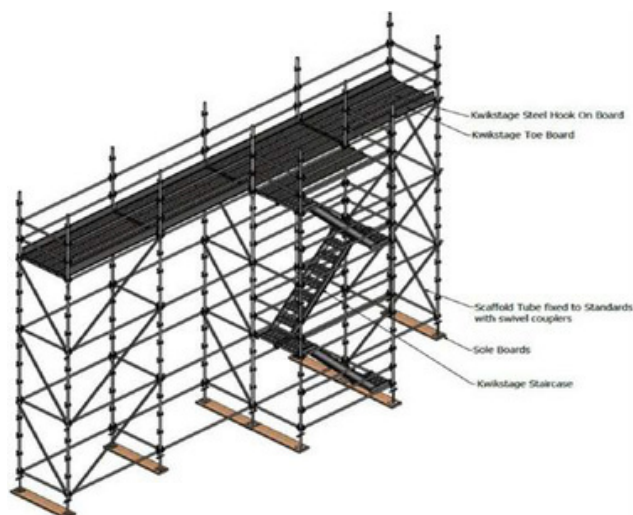 Kwikstage Steel Hook On Board
Kwikstage Toe Board
Scaffold Tube fixed to Standards
with swivel couplers
Sole Boards
Kwikstage Staircase